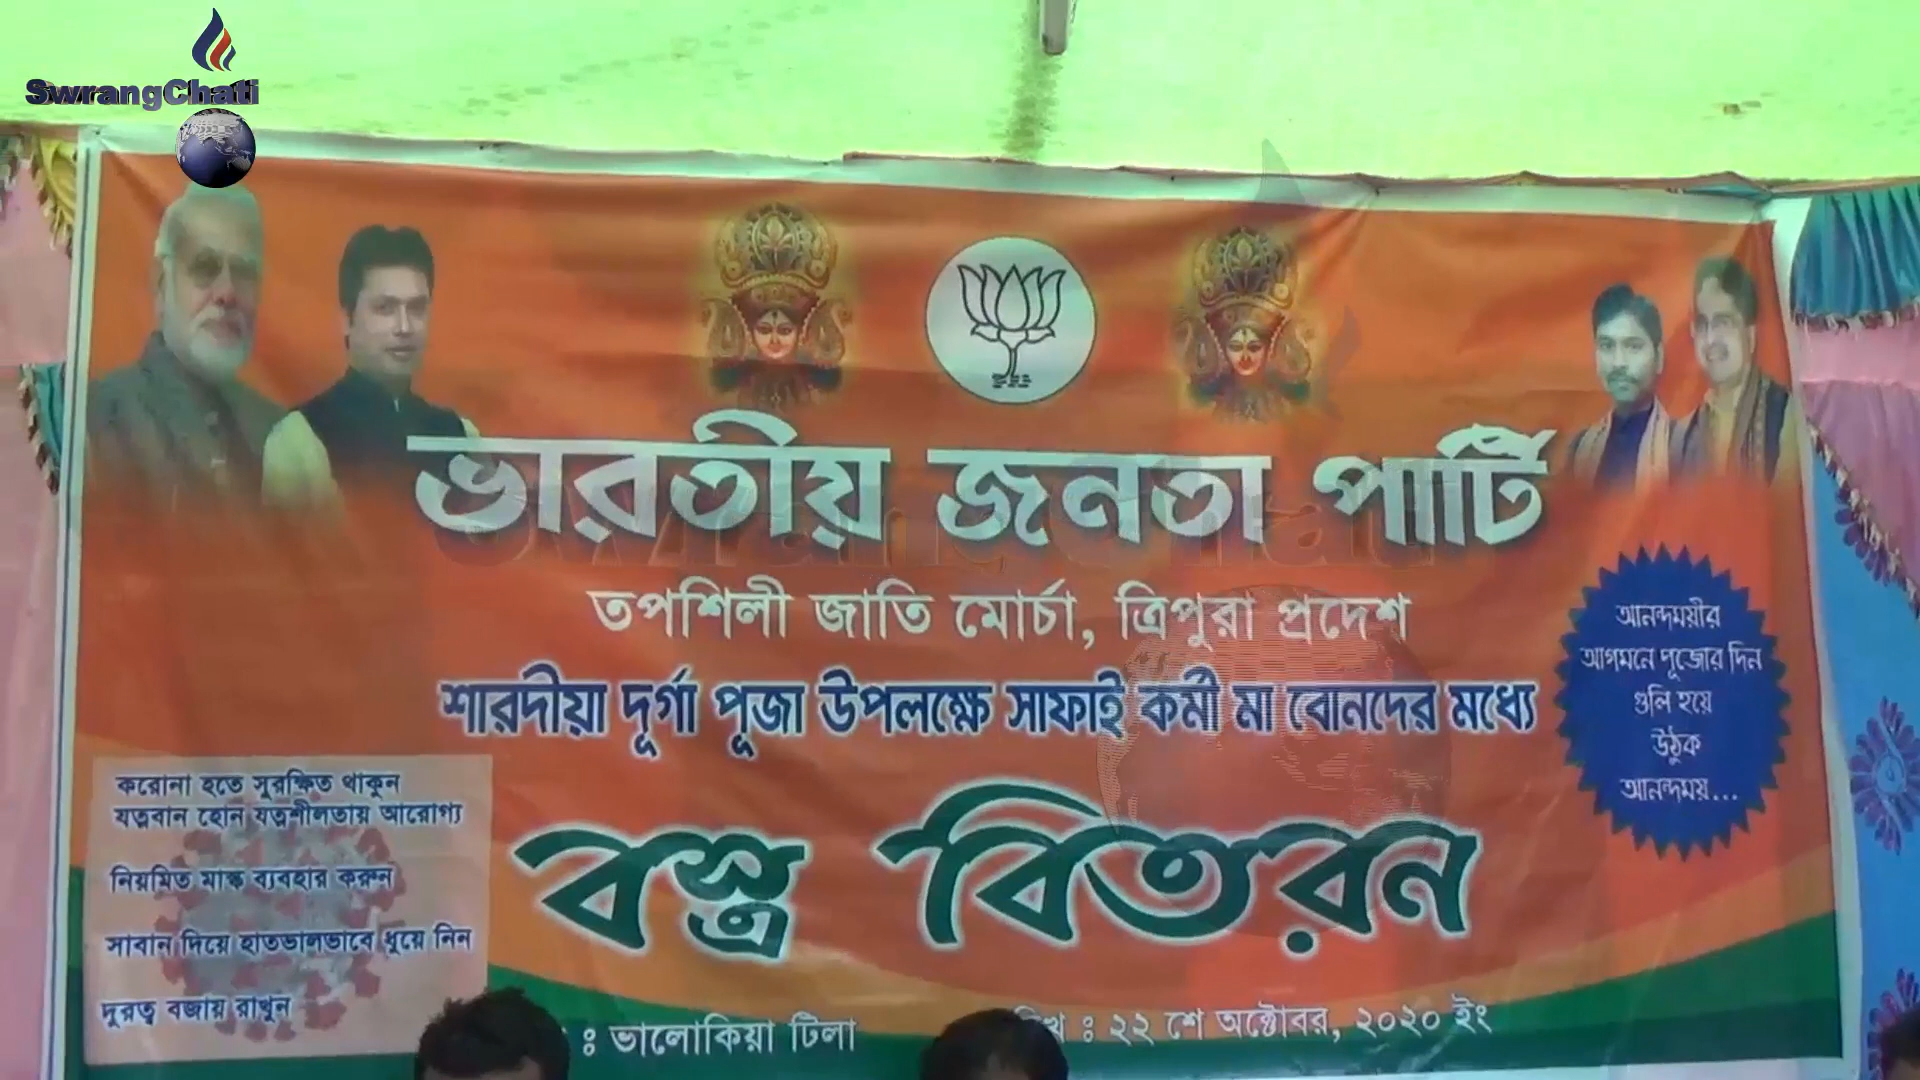 SwrangChati
ভারতীয় জনতা পার্টি
তপশিলী জাতি মোর্চা, ত্রিপুরা প্রদেশ
শারদীয়া দূর্গা পূজা উপলক্ষে সাফাই কর্মী মা বোনদের মধ্যে
বস্ত্র বিতরন
আনন্দময়ীর
আগমনে পূজোর দিন
গুলি হয়ে
উঠুক
আনন্দময়...
করোনা হতে সুরক্ষিত থাকুন
যত্নবান হোন যত্নশীলতায় আরোগ্য
নিয়মিত মাস্ক ব্যবহার করুন
সাবান দিয়ে হাতভালভাবে ধুয়ে নিন
দুরত্ব বজায় রাখুন
: ভালোকিয়া টিলা
: ২২ শে অক্টোবর, ২০২০ ইং